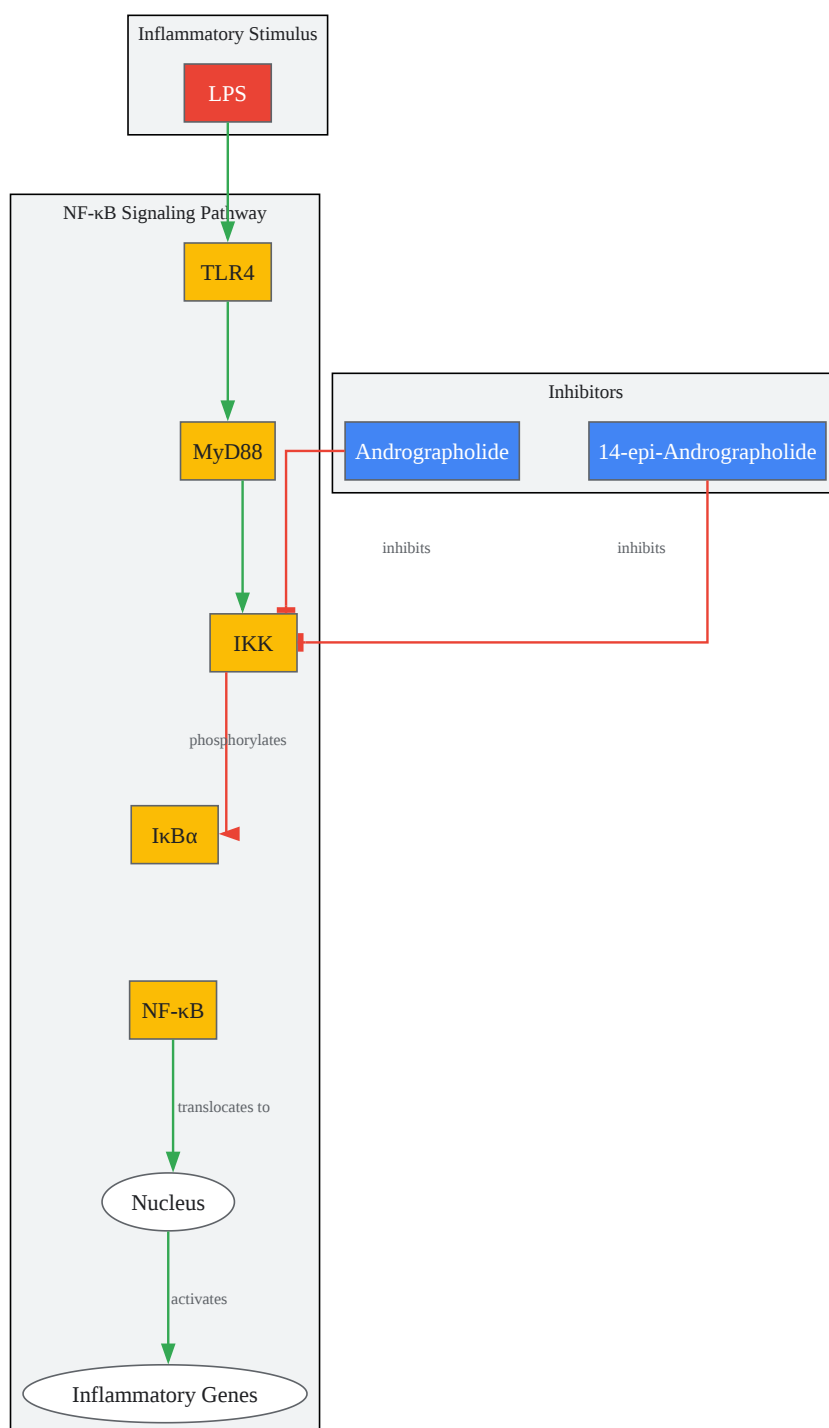 Inflammatory Stimulus
LPS
NF-κB Signaling Pathway
TLR4
Inhibitors
MyD88
Andrographolide
14-epi-Andrographolide
inhibits
inhibits
IKK
phosphorylates
IκBα
NF-κB
translocates to
Nucleus
activates
Inflammatory Genes